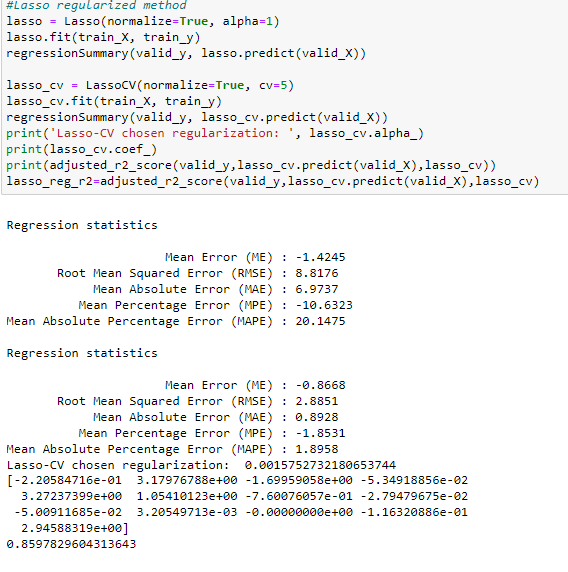 #Lasso regularized method
lasso = Lasso(normalize=True, alpha=1)
lasso.fit(train_X, train_y)
regressionSummary(valid_y, lasso.predict(valid_X))
lasso_cv = LassoCV(normalize=True, cv=5)
lasso_cv.fit(train_X, train_y)
regressionSummary(valid_y, lasso_cv.predict(valid_X))
print('Lasso-CV chosen regularization: ', lasso_cv.alpha_)
print(lasso_cv.coef_)
print(adjusted_r2_score(valid_y,lasso_cv.predict(valid_X),lasso_cv))
lasso_reg_r2=adjusted_r2_score(valid_y,lasso_cv.predict(valid_X),lasso_cv)
Regression statistics
Mean Error (ME) : -1.4245
Root Mean Squared Error (RMSE) : 8.8176
Mean Absolute Error (MAE) : 6.9737
Mean Percentage Error (MPE) : -10.6323
Mean Absolute Percentage Error (MAPE) : 20.1475
Regression statistics
Mean Error (ME) : -0.8668
Root Mean Squared Error (RMSE) : 2.8851
Mean Absolute Error (MAE) : 0.8928
Mean Percentage Error (MPE) : -1.8531
Mean Absolute Percentage Error (MAPE) : 1.8958
Lasso-CV chosen regularization:  0.0015752732180653744
[-2.20584716e-01  3.17976788e+00 -1.69959058e+00 -5.34918856e-02
3.27237399e+00  1.05410123e+00 -7.60076057e-01 -2.79479675e-02
-5.00911685e-02  3.20549713e-03 -0.00000000e+00 -1.16320886e-01
2.94588319e+00]
0.8597829604313643